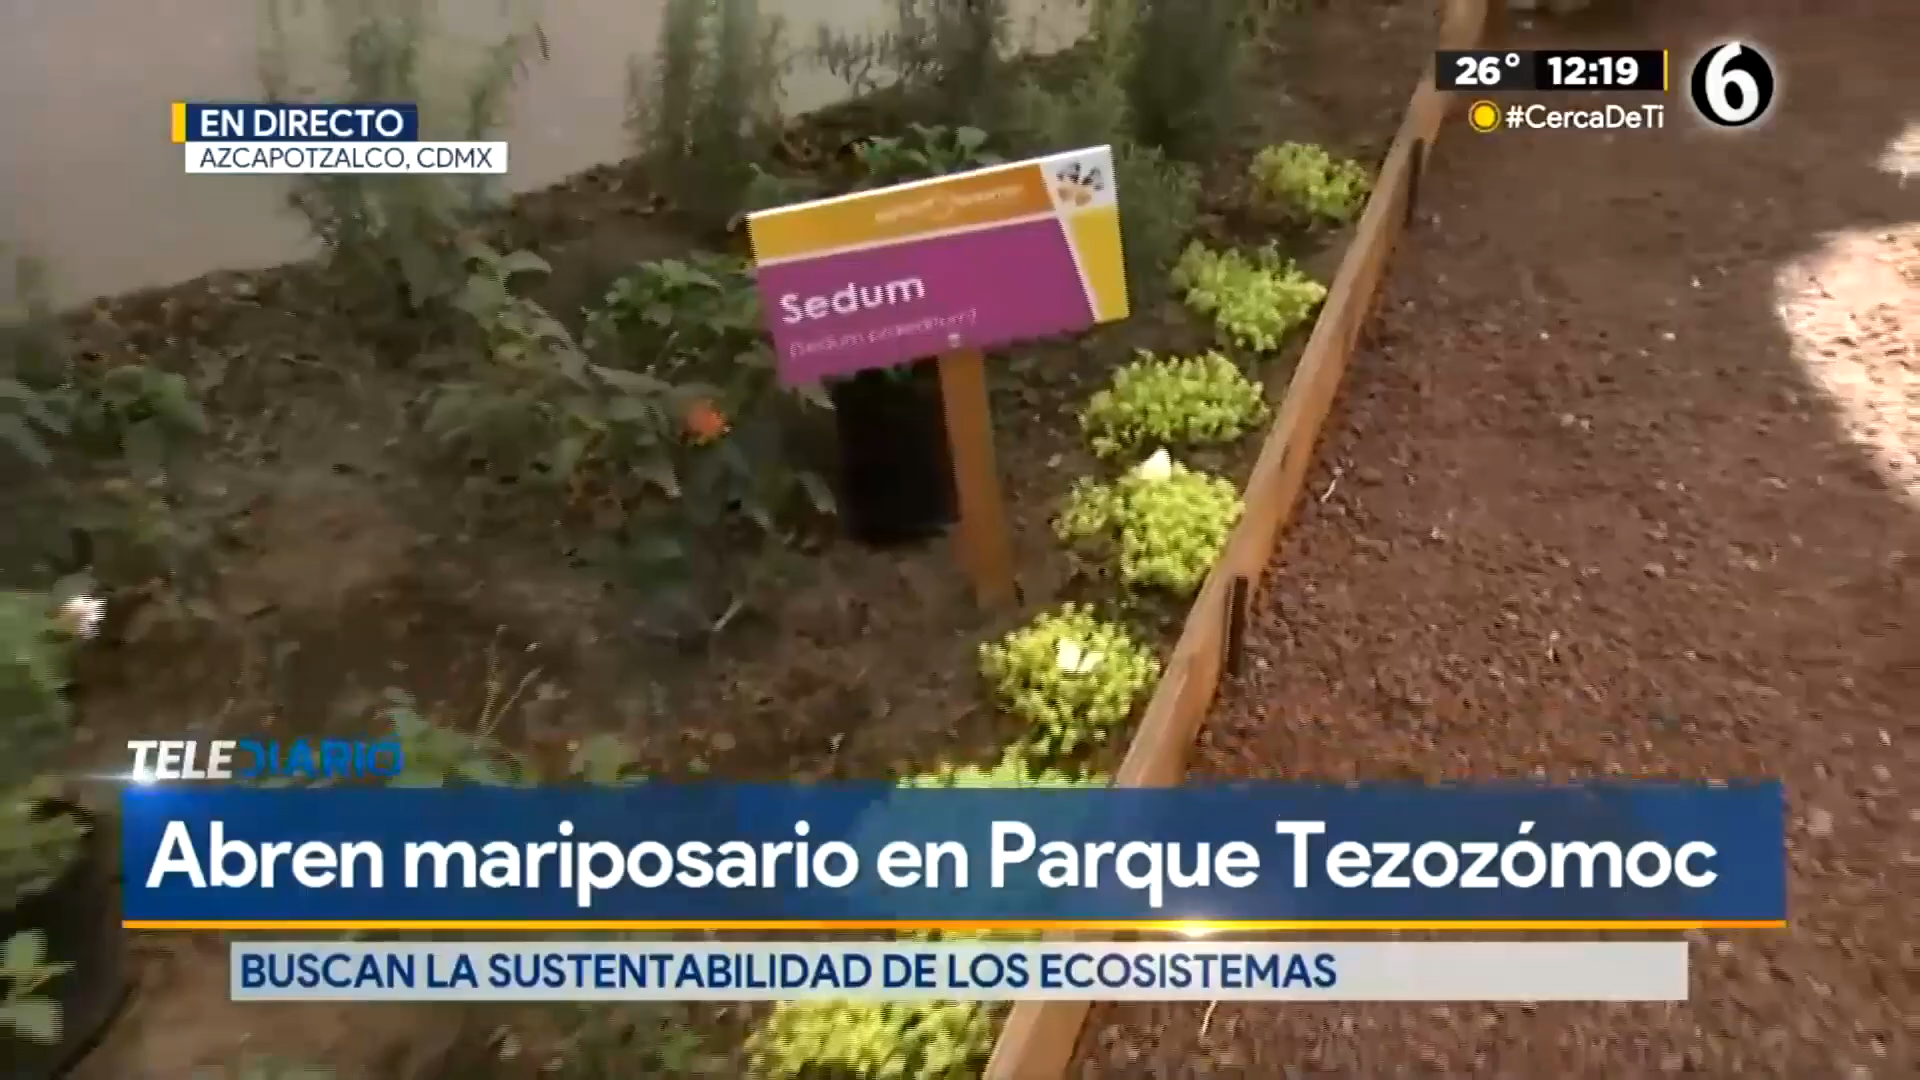 26° 12:19
6
#CercaDeTi
EN DIRECTO
AZCAPOTZALCO, CDMX
Sedum
TELEDIARIO
Abren mariposario en Parque Tezozómoc
BUSCAN LA SUSTENTABILIDAD DE LOS ECOSISTEMAS